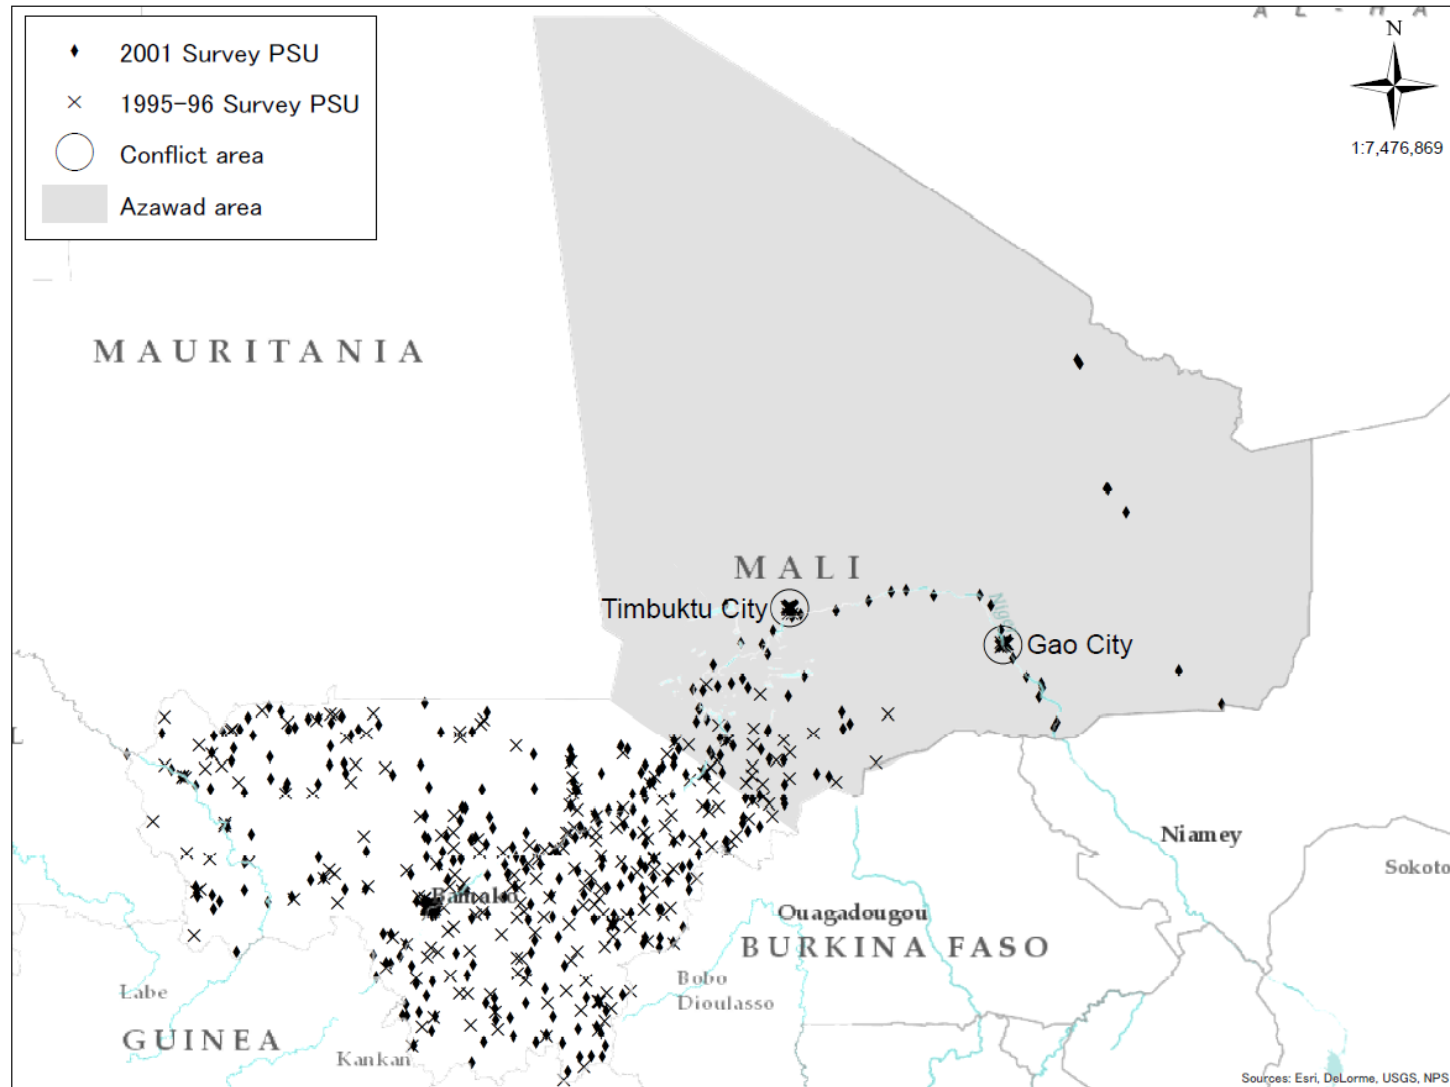 A L - H A
2001 Survey PSU
1995-96 Survey PSU
Conflict area
Azawad area
N
1:7,476,869
MAURITANIA
MALI
Timbuktu City
Gao City
L
Niamey
Sokoto
Bamako
Ouagadougou
BURKINA FASO
Bobo
Dioulasso
Labe
GUINEA
Kankan
Sources: Esri, DeLorme, USGS, NPS